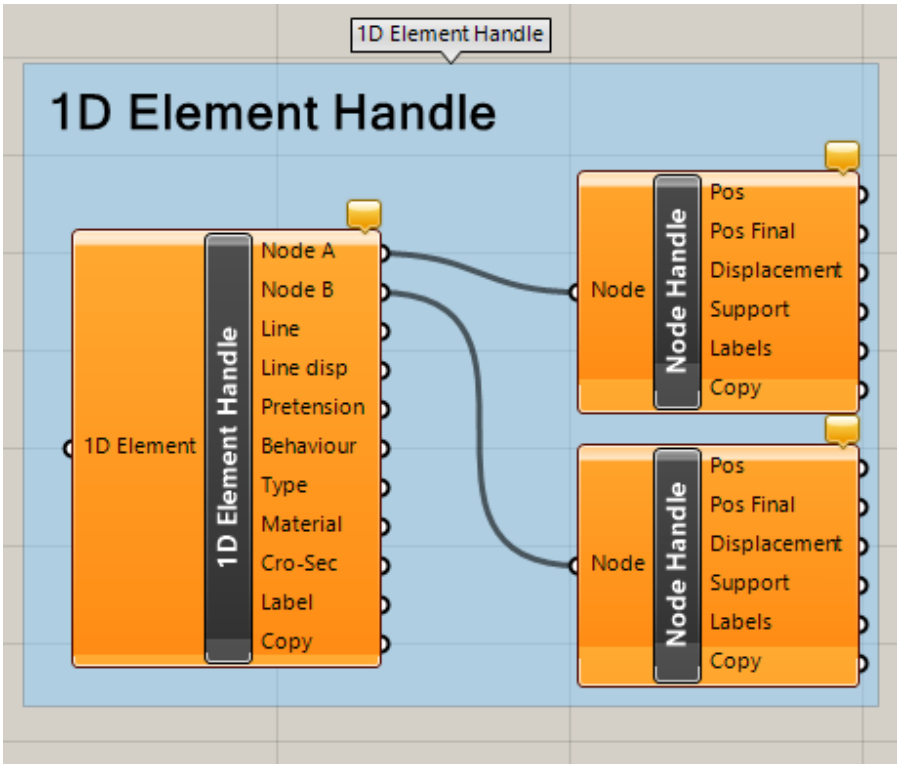 1D Element Handle
1D Element Handle
1D Element
1D Element Handle
Node A
Node B
Line
Line disp
Pretension
Behaviour
Type
Material
Cro-Sec
Label
Copy
Node
Node Handle
Pos
Pos Final
Displacement
Support
Labels
Copy
Node
Node Handle
Pos
Pos Final
Displacement
Support
Labels
Copy